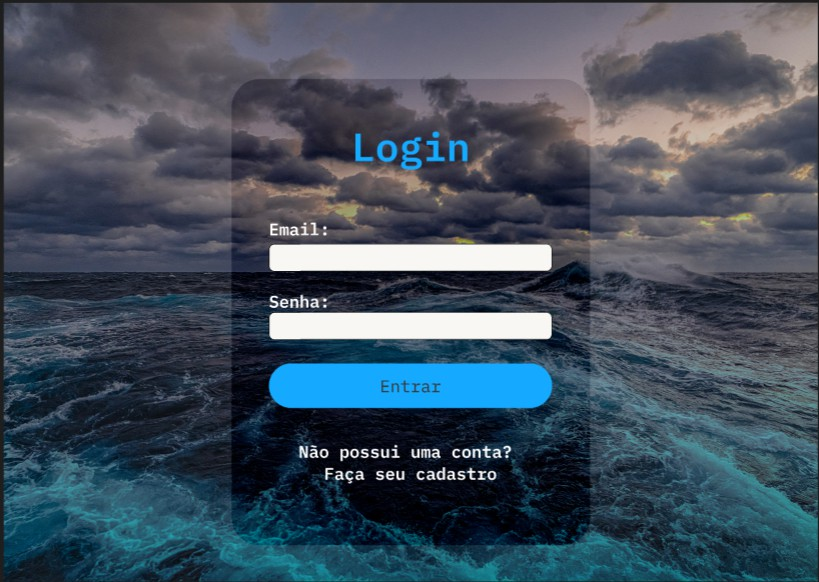 Login
Email:
Senha:
Entrar
Não possui uma conta?
Faça seu cadastro